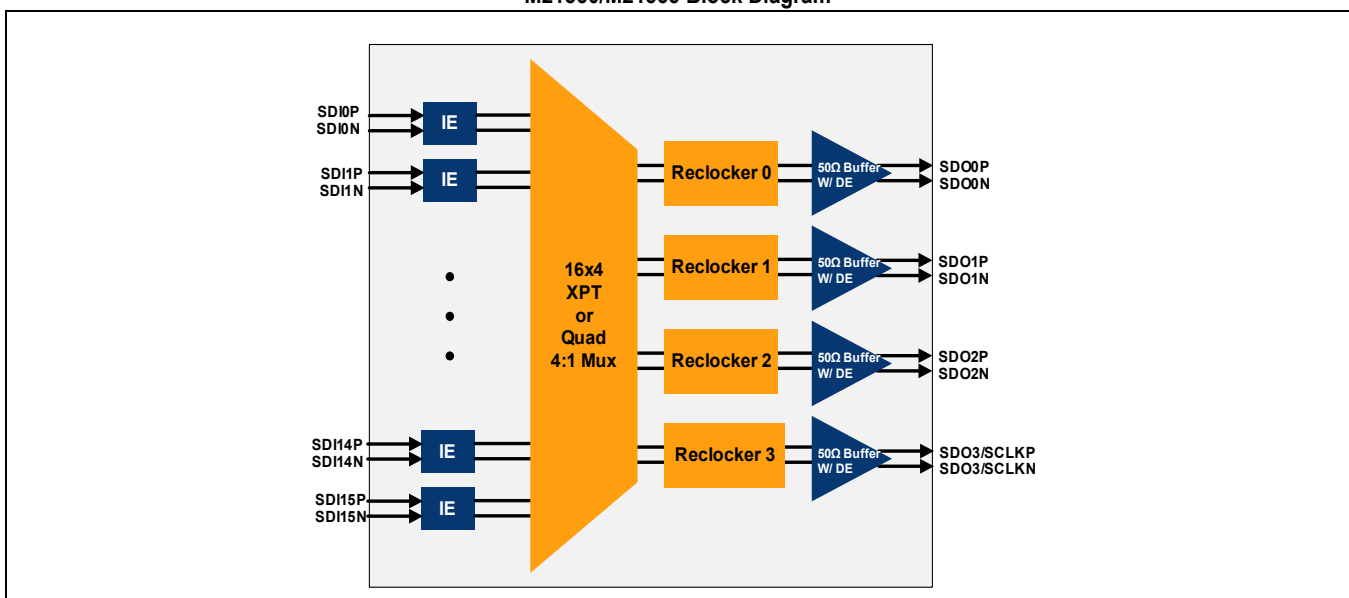 SDI0P
SDI0N
IE
SDI1P
SDI1N
IE
SDI14P
SDI14N
IE
SDI15P
SDI15N
IE
16x4
XPT
or
Quad
4:1 Mux
Reclocker 0
50Ω Buffer
W/ DE
SDO0P
SDO0N
Reclocker 1
50Ω Buffer
W/ DE
SDO1P
SDO1N
Reclocker 2
50Ω Buffer
W/ DE
SDO2P
SDO2N
Reclocker 3
50Ω Buffer
W/ DE
SDO3/SCLKP
SDO3/SCLKN